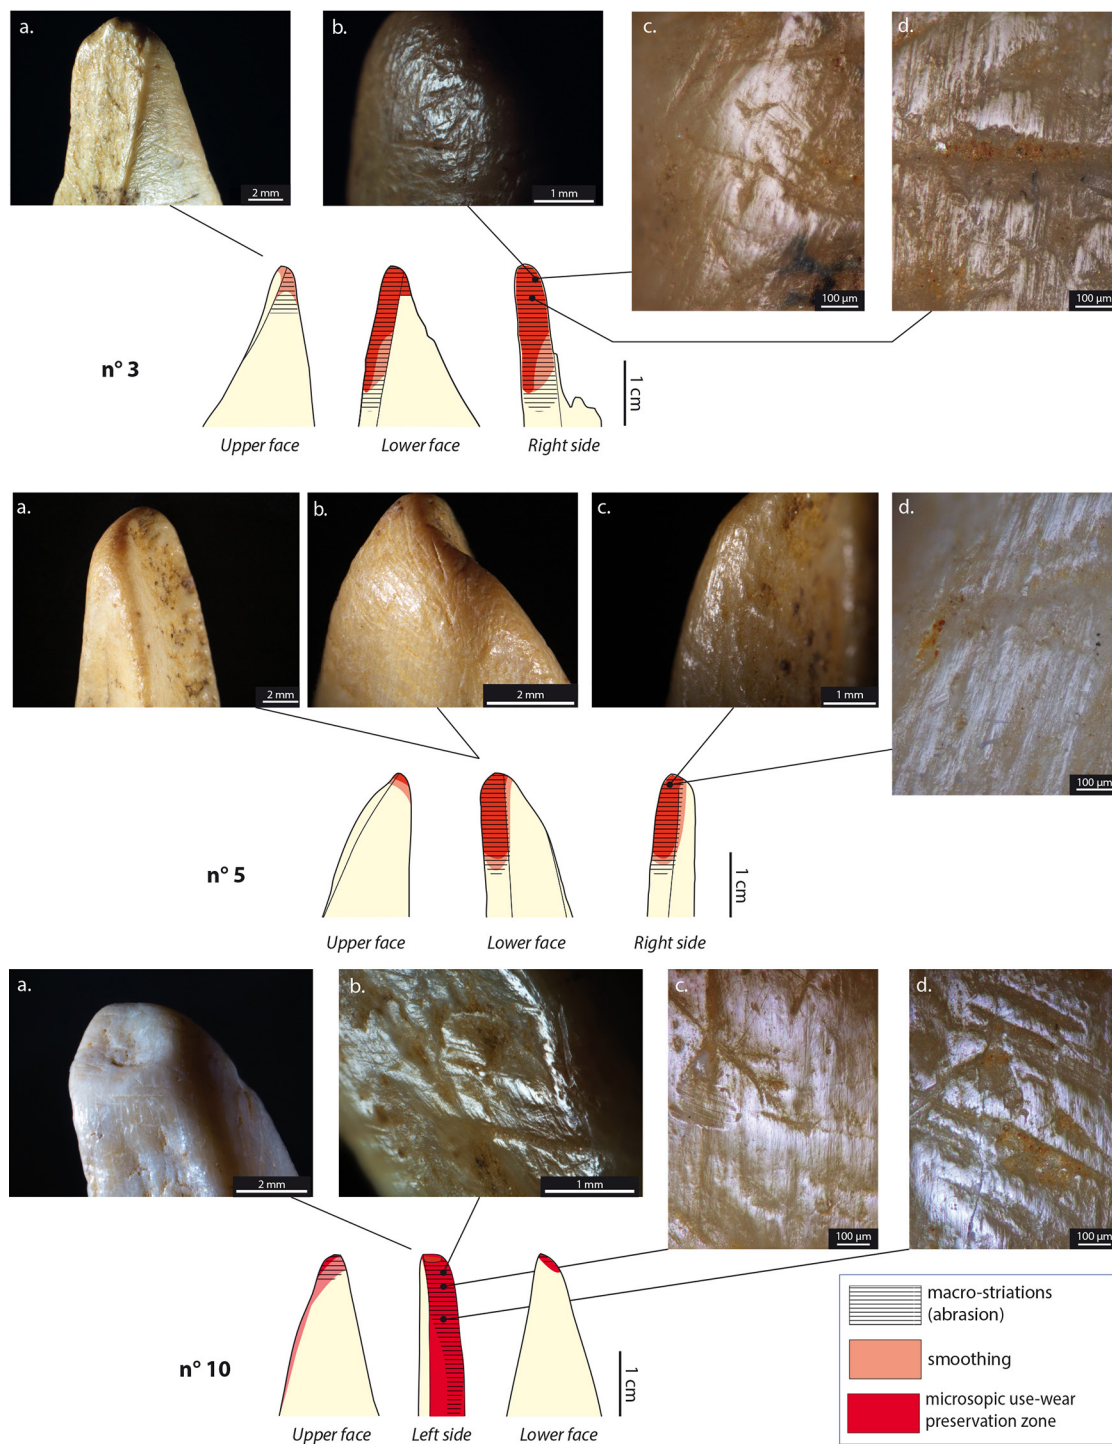 a.
b.
c.
d.
2 mm
1 mm
100 µm
100 µm
n° 3
1 cm
Upper face
Lower face
Right side
a.
b.
c.
d.
2 mm
2 mm
1 mm
100 µm
n° 5
1 cm
Upper face
Lower face
Right side
a.
b.
c.
d.
2 mm
1 mm
100 µm
100 µm
n° 10
1 cm
Upper face
Left side
Lower face
macro-striations
(abrasion)
smoothing
microsopic use-wear
preservation zone